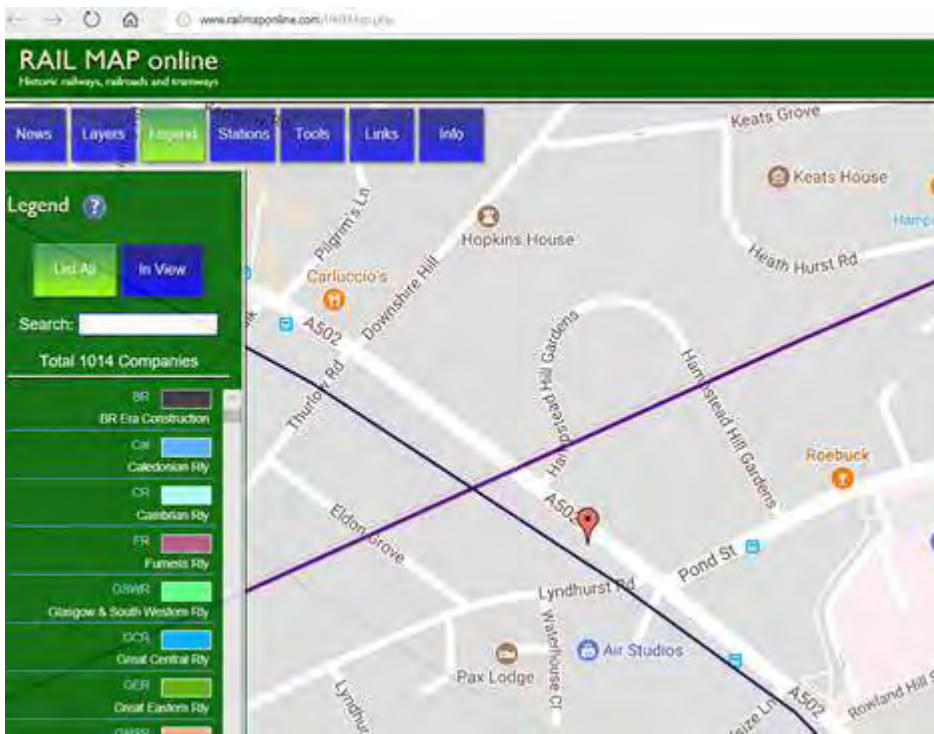 www.railmaponline.com/UKIEMap.php
RAIL MAP online
Historic railways, railroads and tramways
News
Layers
Legend
Stations
Tools
Links
Info
Legend ?
List All
In View
Search:
Total 1014 Companies
BR
BR Era Construction
Cal
Caledonian Rly
CR
Cambrian Rly
FR
Furness Rly
GSWR
Glasgow & South Western Rly
GCR
Great Central Rly
GER
Great Eastern Rly
Keats Grove
Keats House
Hopkins House
Heath Hurst Rd
Pilgrim's Ln
Carluccio's
Downshire Hill
A502
Thurlow Rd
Hampstead Hill Gardens
Hampstead Hill Gardens
Roebuck
A502
Eldon Grove
Pond St
Lyndhurst Rd
Waterhouse Cl
Air Studios
Pax Lodge
A502
Rowland Hill S